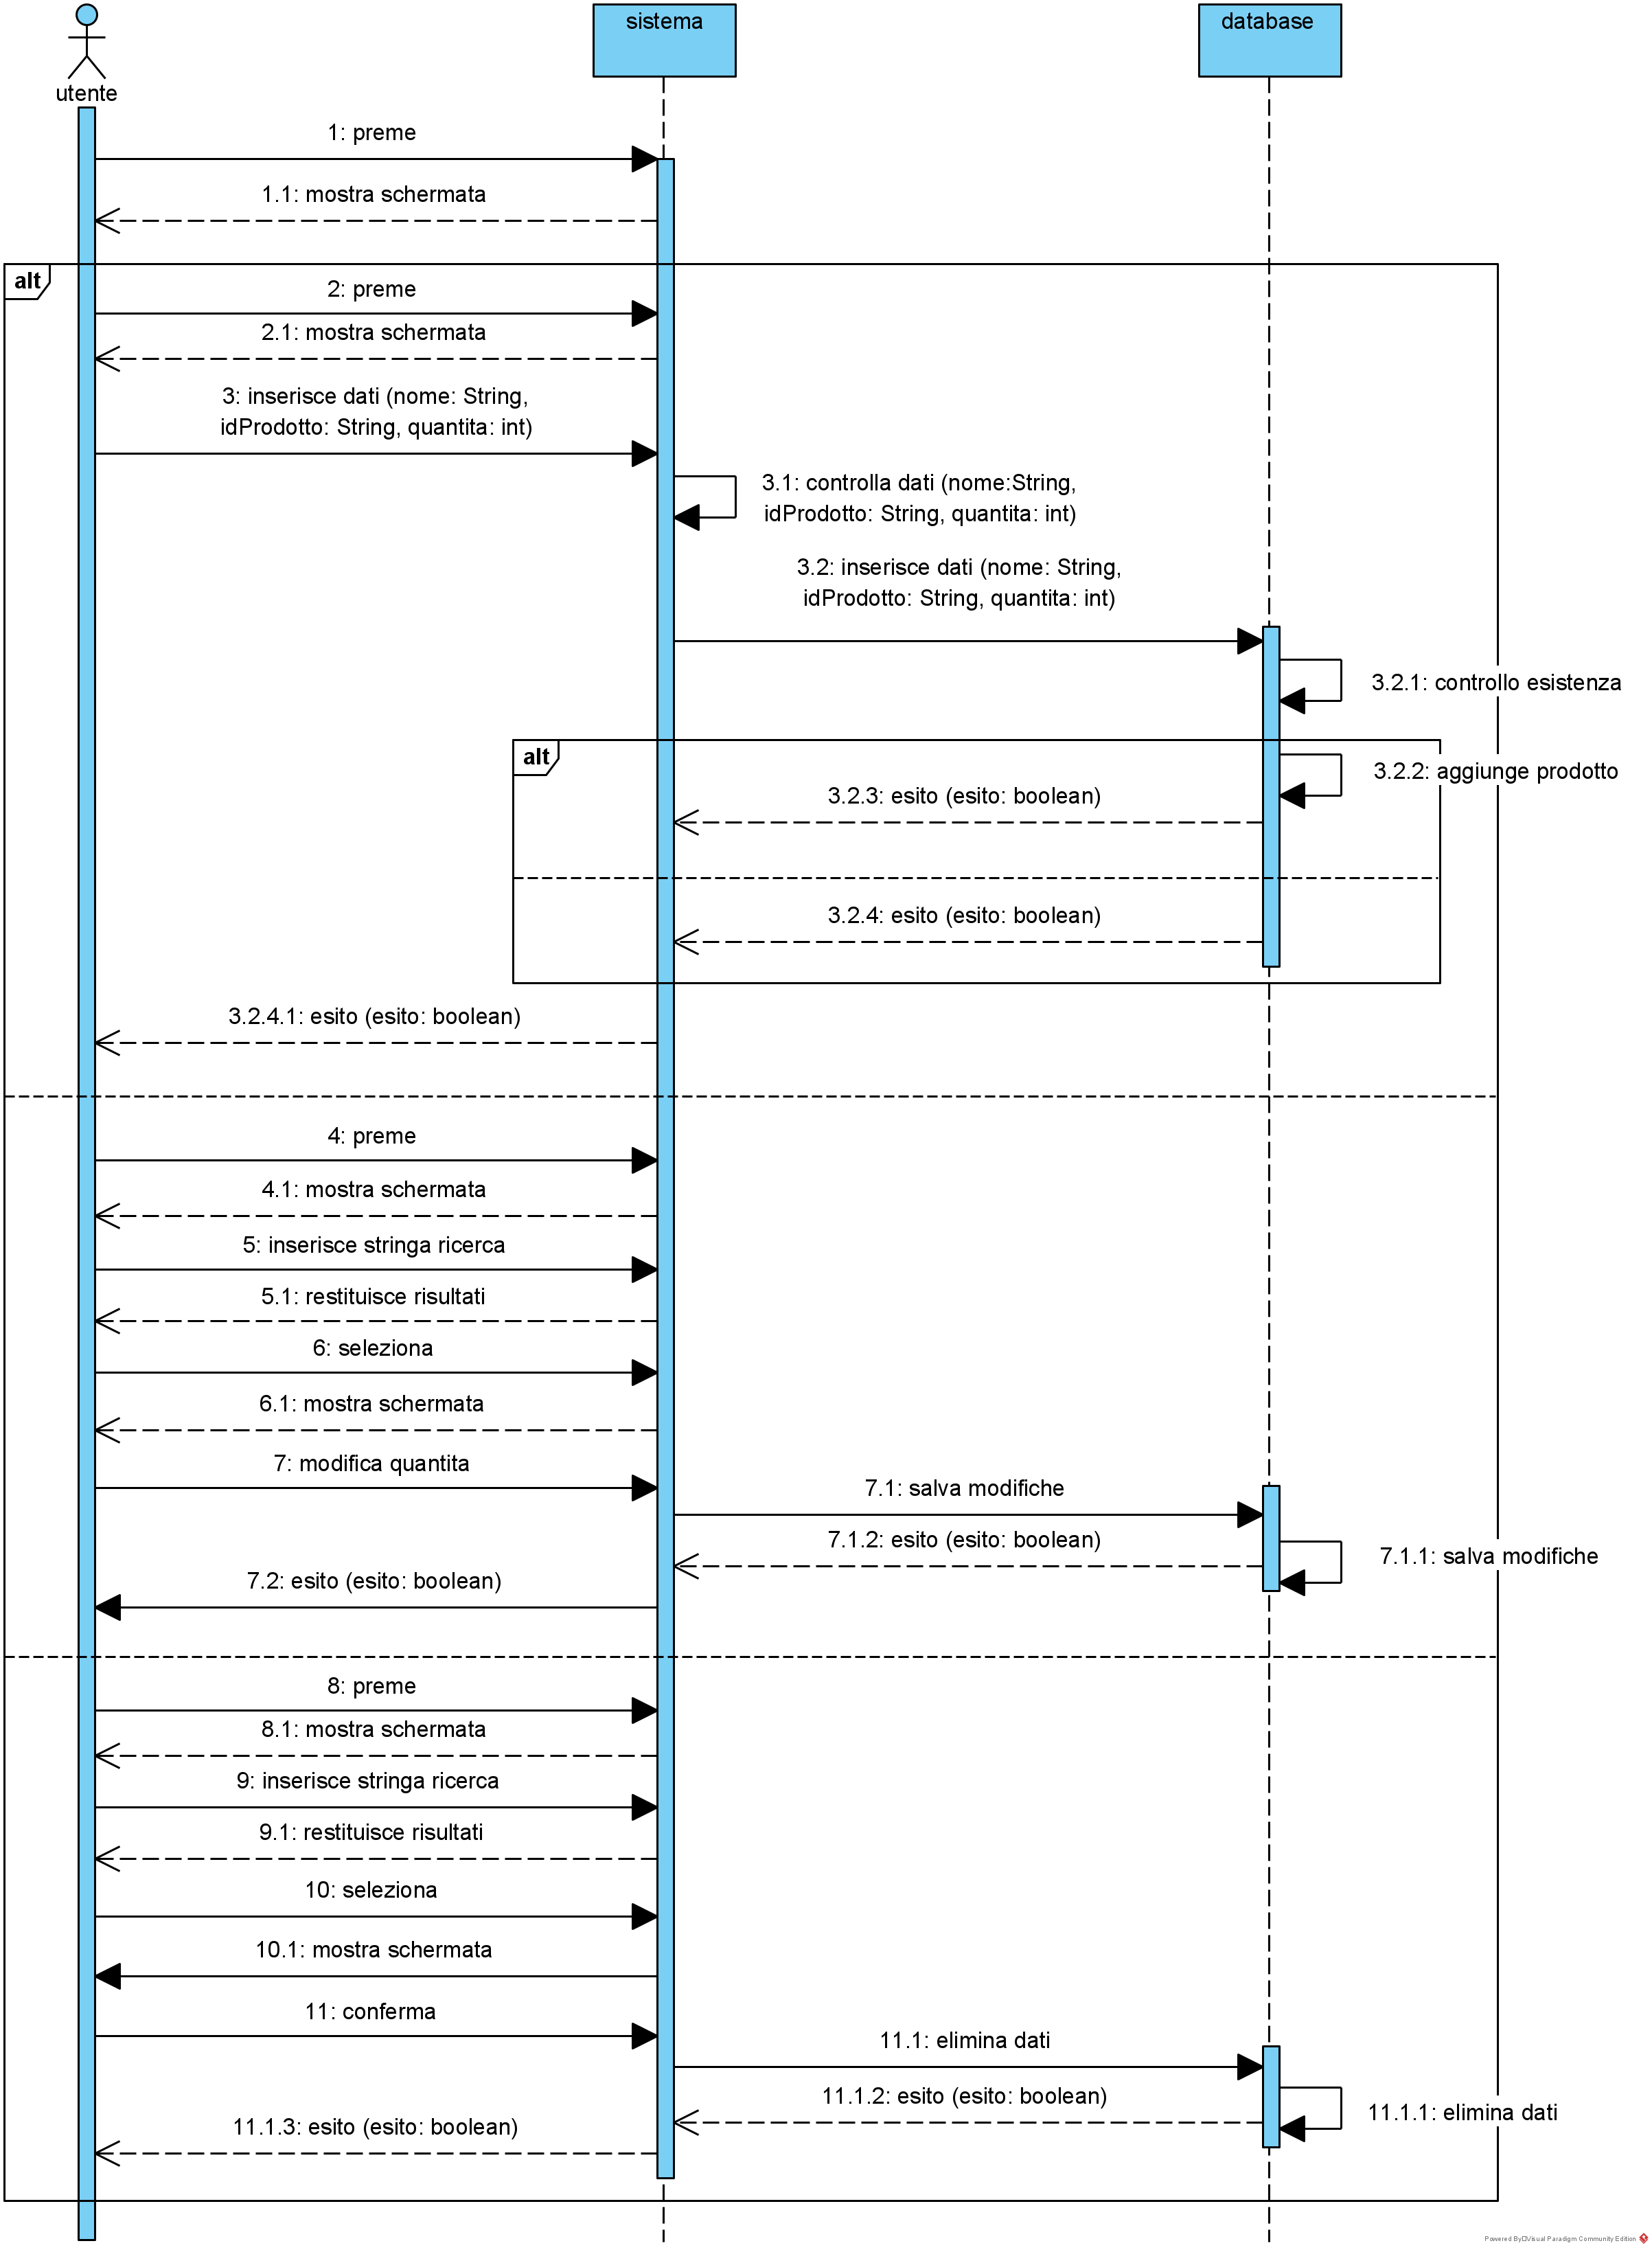 utente
sistema
database
1: preme
1.1: mostra schermata
alt
2: preme
2.1: mostra schermata
3: inserisce dati (nome: String,
idProdotto: String, quantita: int)
3.1: controlla dati (nome:String,
idProdotto: String, quantita: int)
3.2: inserisce dati (nome: String,
idProdotto: String, quantita: int)
3.2.1: controllo esistenza
alt
3.2.2: aggiunge prodotto
3.2.3: esito (esito: boolean)
3.2.4: esito (esito: boolean)
3.2.4.1: esito (esito: boolean)
4: preme
4.1: mostra schermata
5: inserisce stringa ricerca
5.1: restituisce risultati
6: seleziona
6.1: mostra schermata
7: modifica quantita
7.1: salva modifiche
7.1.2: esito (esito: boolean)
7.1.1: salva modifiche
7.2: esito (esito: boolean)
8: preme
8.1: mostra schermata
9: inserisce stringa ricerca
9.1: restituisce risultati
10: seleziona
10.1: mostra schermata
11: conferma
11.1: elimina dati
11.1.2: esito (esito: boolean)
11.1.1: elimina dati
11.1.3: esito (esito: boolean)
Powered By Visual Paradigm Community Edition